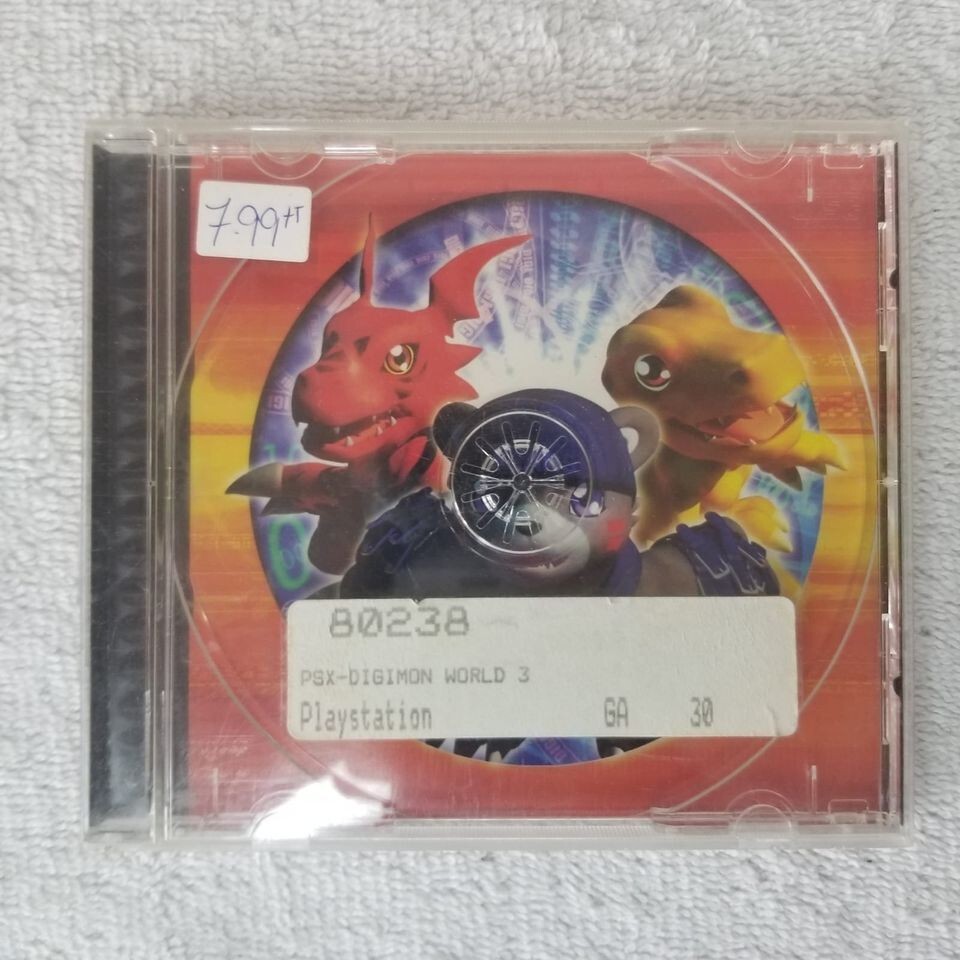 7.99+T
80238
PSX-DIGIMON WORLD 3
Playstation GA 30